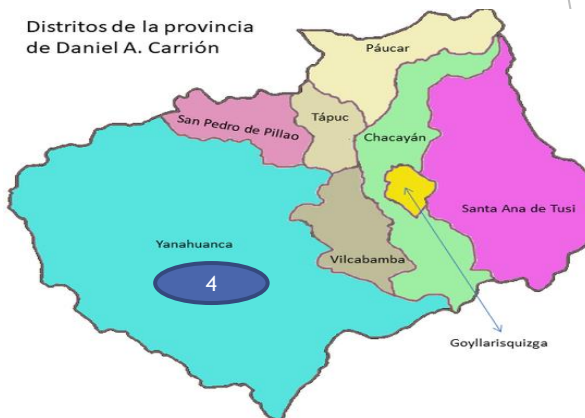 Distritos de la provincia
de Daniel A. Carrión
Páucar
San Pedro de Pillao
Tápuc
Chacayán
Santa Ana de Tusi
Yanahuanca
Vilcabamba
4
Goyllarisquizga